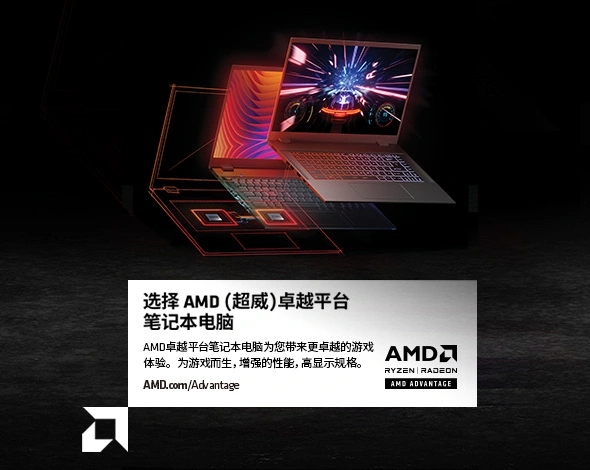 选择 AMD (超威)卓越平台
笔记本电脑
AMD卓越平台笔记本电脑为您带来更卓越的游戏
体验。为游戏而生，增强的性能，高显示规格。
AMD.com/Advantage
AMD
RYZEN | RADEON
AMD ADVANTAGE